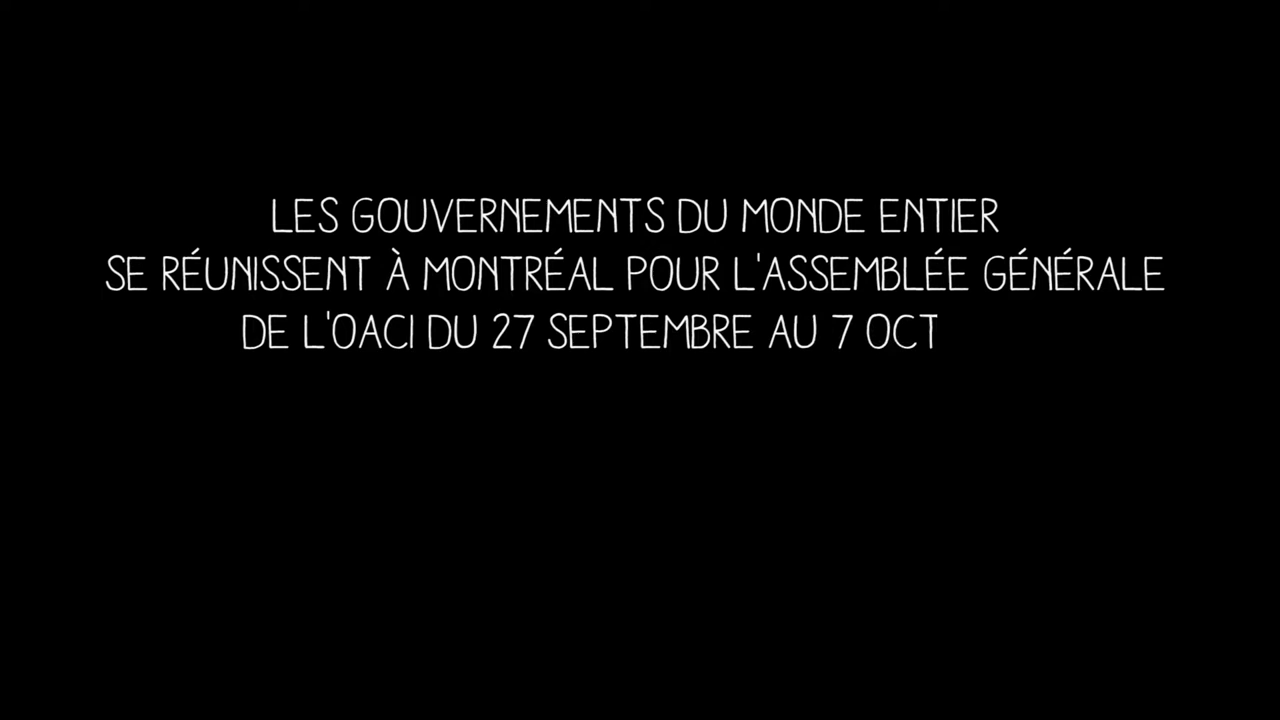 LES GOUVERNEMENTS DU MONDE ENTIER
SE RÉUNISSENT À MONTRÉAL POUR L'ASSEMBLÉE GÉNÉRALE
DE L'OACI DU 27 SEPTEMBRE AU 7 OCT